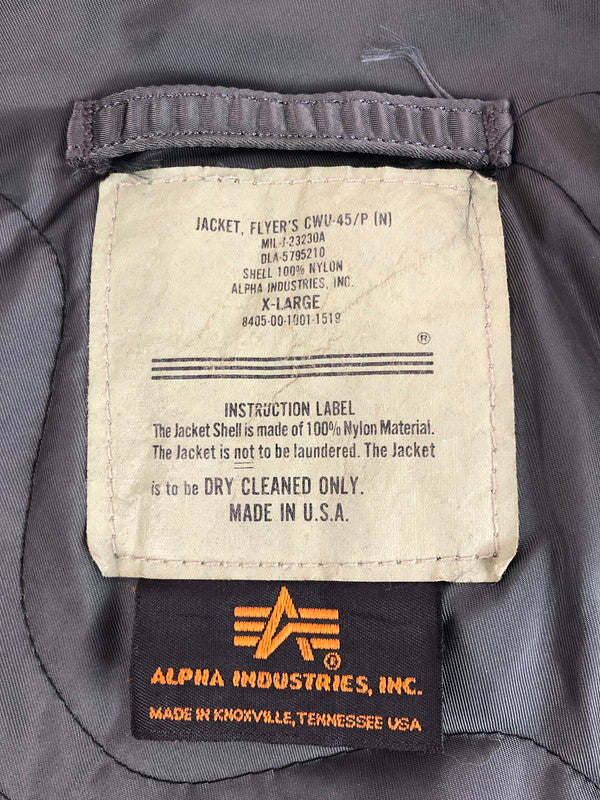 JACKET, FLYER'S CWU-45/P (N)
MIL-J-23230A
DLA-5795210
SHELL 100% NYLON
ALPHA INDUSTRIES, INC.
X-LARGE
8405-00-1001-1519
®
INSTRUCTION LABEL
The Jacket Shell is made of 100% Nylon Material.
The Jacket is not to be laundered. The Jacket
is to be DRY CLEANED ONLY.
MADE IN U.S.A.
®
ALPHA INDUSTRIES, INC.
MADE IN KNOXVILLE, TENNESSEE USA